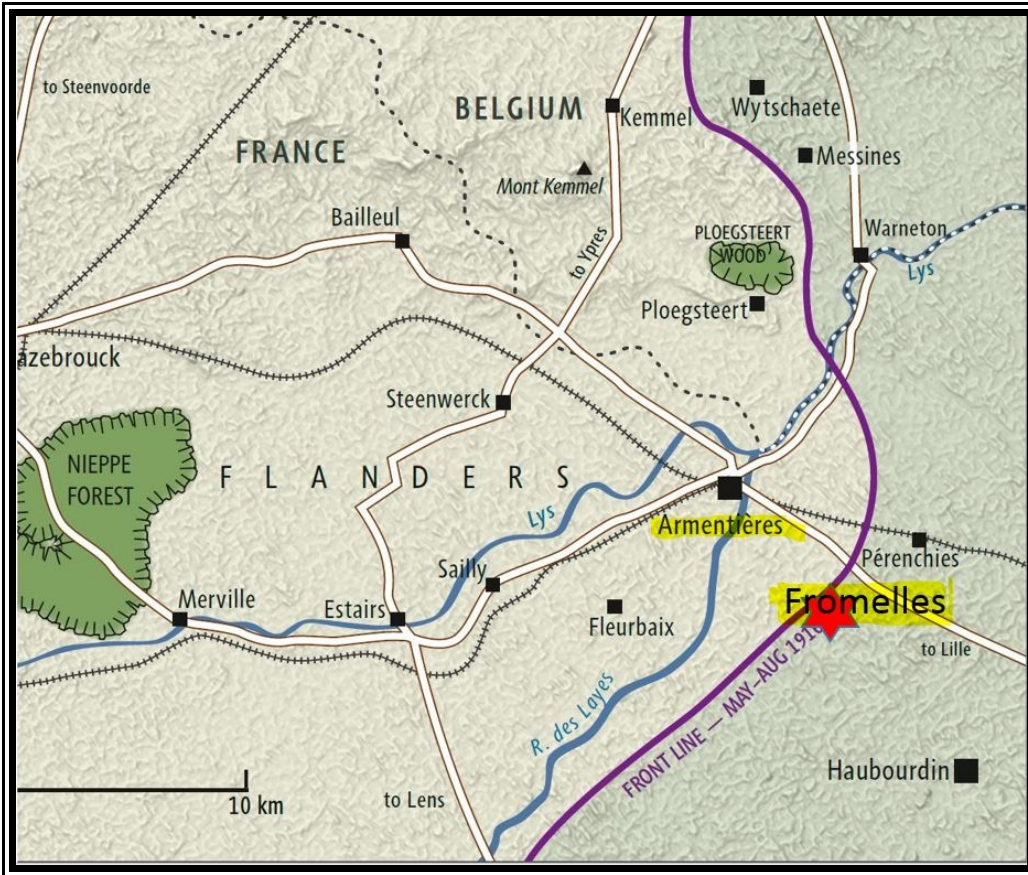 to Steenvoorde
BELGIUM
Kemmel
Wytschaete
FRANCE
Mont Kemmel
Messines
Bailleul
to Ypres
PLOEGSTEERT
WOOD
Warneton
Lys
Ploegsteert
azebrouck
Steenwerck
NIEPPE
FOREST
FLANDERS
Lys
Armentières
Sailly
Pérenchies
Merville
Estairs
Fleurbaix
Fromelles
to Lille
R. des Layes
FRONT LINE — MAY–AUG 1916
Haubourdin
10 km
to Lens